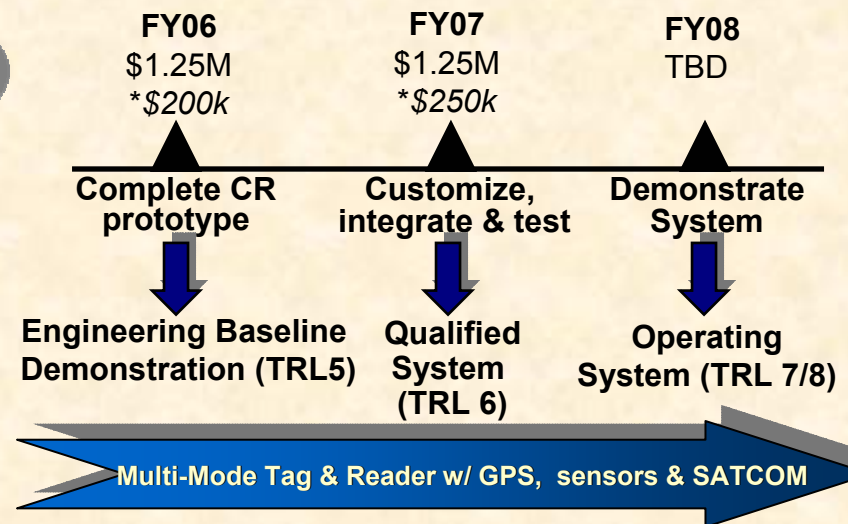 FY06
$1.25M
*$200k
FY07
$1.25M
*$250k
FY08
TBD
Complete CR
prototype
Customize,
integrate & test
Demonstrate
System
Engineering Baseline
Demonstration (TRL5)
Qualified
System
(TRL 6)
Operating
System (TRL 7/8)
Multi-Mode Tag & Reader w/ GPS, sensors & SATCOM